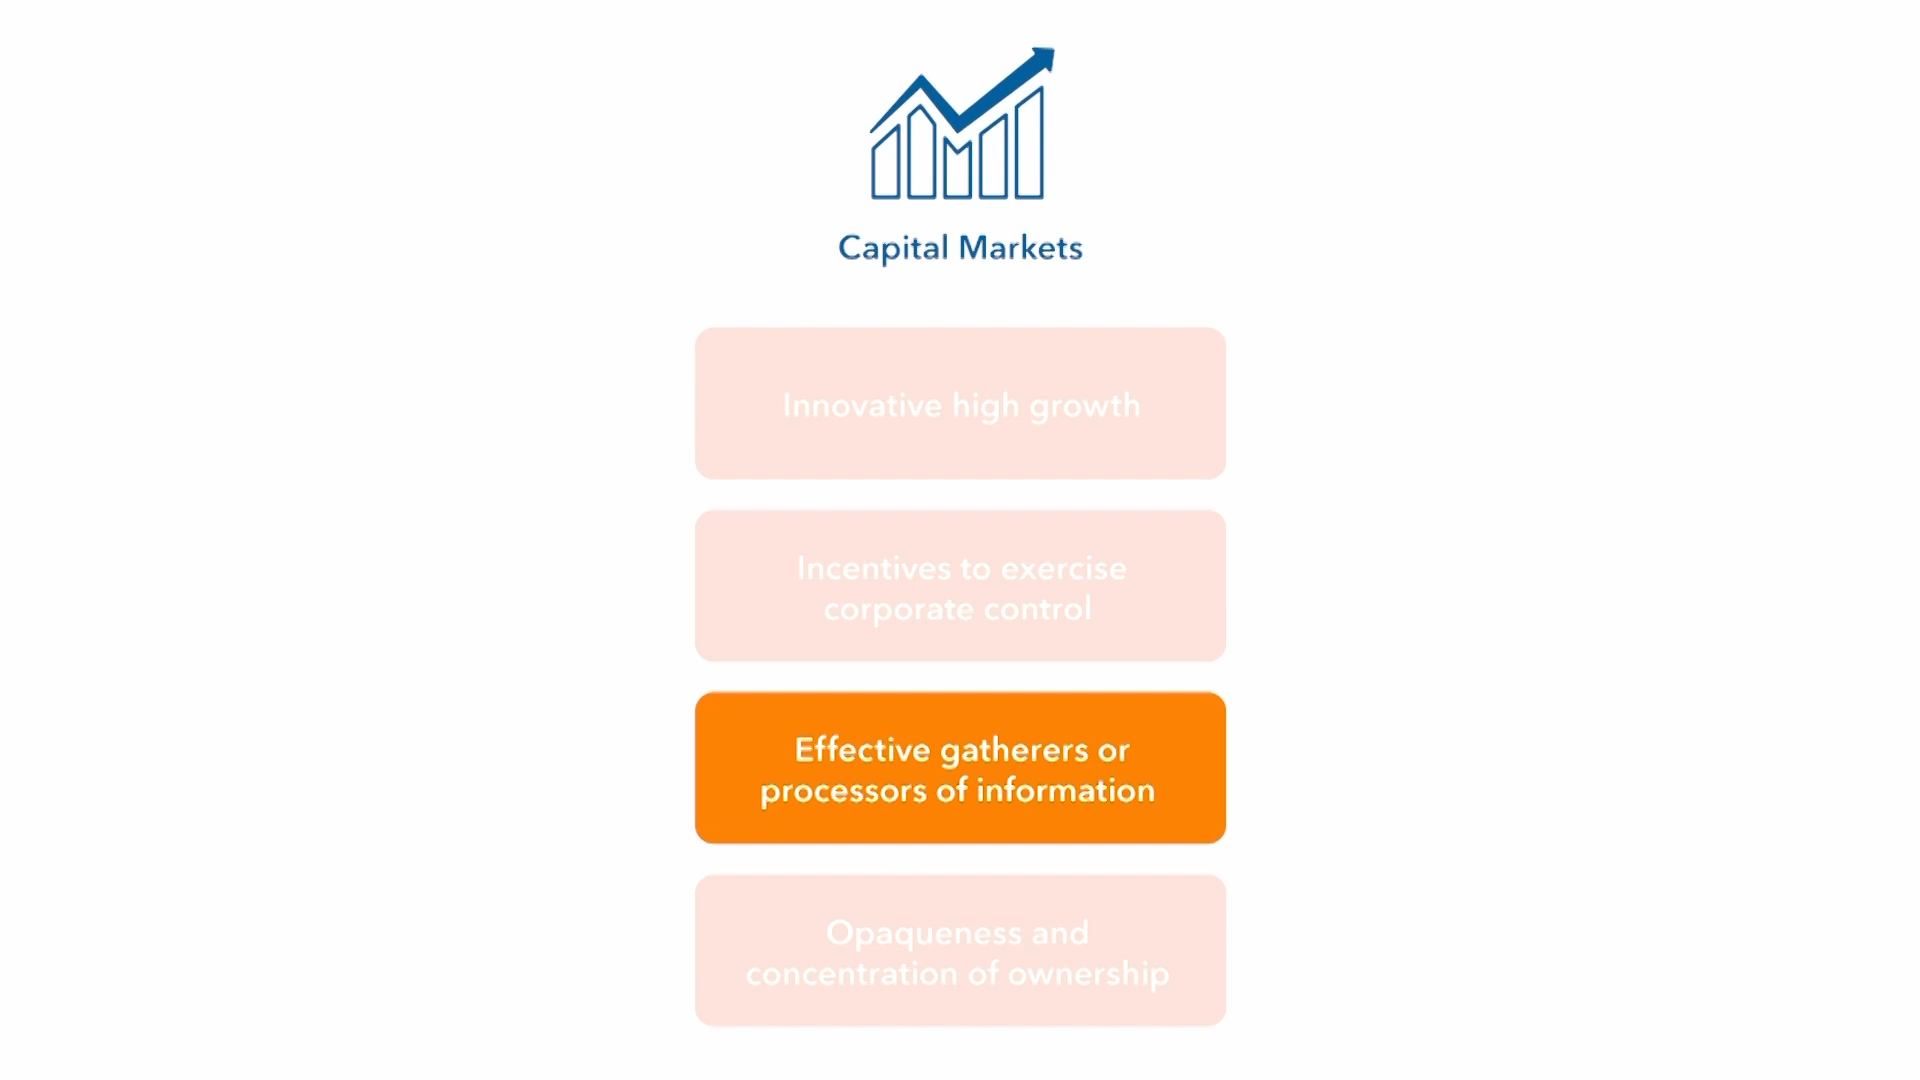 Capital Markets
Innovative high growth
Incentives to exercise
corporate control
Effective gatherers or
processors of information
Opaqueness and
concentration of ownership